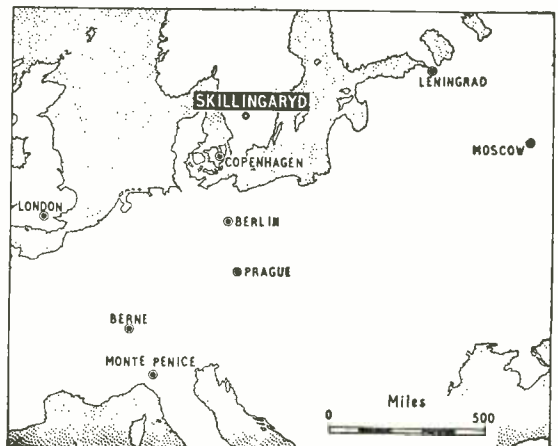 LENINGRAD
SKILLINGARYD
MOSCOW
COPENHAGEN
LONDON
BERLIN
PRAGUE
BERNE
MONTE PENICE
Miles
0 500